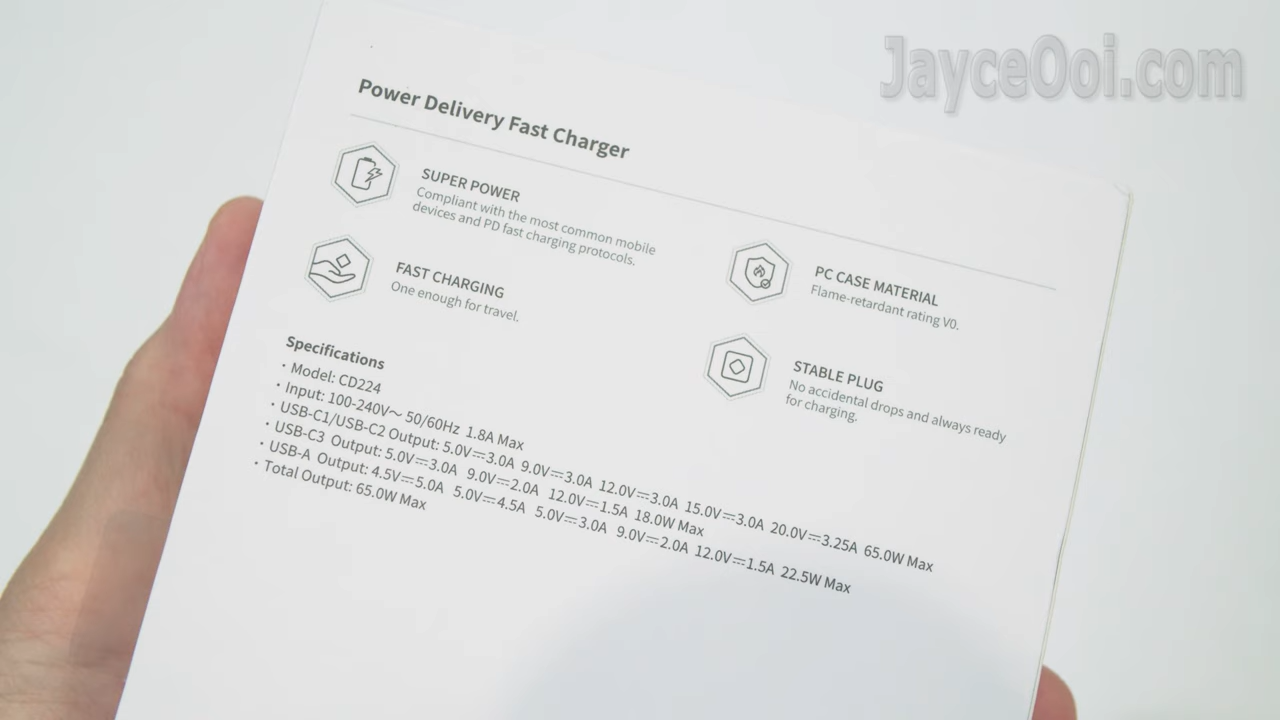 JayceOoi.com
Power Delivery Fast Charger
SUPER POWER
Compliant with the most common mobile
devices and PD fast charging protocols.
FAST CHARGING
One enough for travel.
PC CASE MATERIAL
Flame-retardant rating V0.
STABLE PLUG
No accidental drops and always ready
for charging.
Specifications
· Model: CD224
· Input: 100-240V～ 50/60Hz 1.8A Max
· USB-C1/USB-C2 Output: 5.0V⎓3.0A 9.0V⎓3.0A 12.0V⎓3.0A 15.0V⎓3.0A 20.0V⎓3.25A 65.0W Max
· USB-C3 Output: 5.0V⎓3.0A 9.0V⎓2.0A 12.0V⎓1.5A 18.0W Max
· USB-A Output: 4.5V⎓5.0A 5.0V⎓4.5A 5.0V⎓3.0A 9.0V⎓2.0A 12.0V⎓1.5A 22.5W Max
· Total Output: 65.0W Max